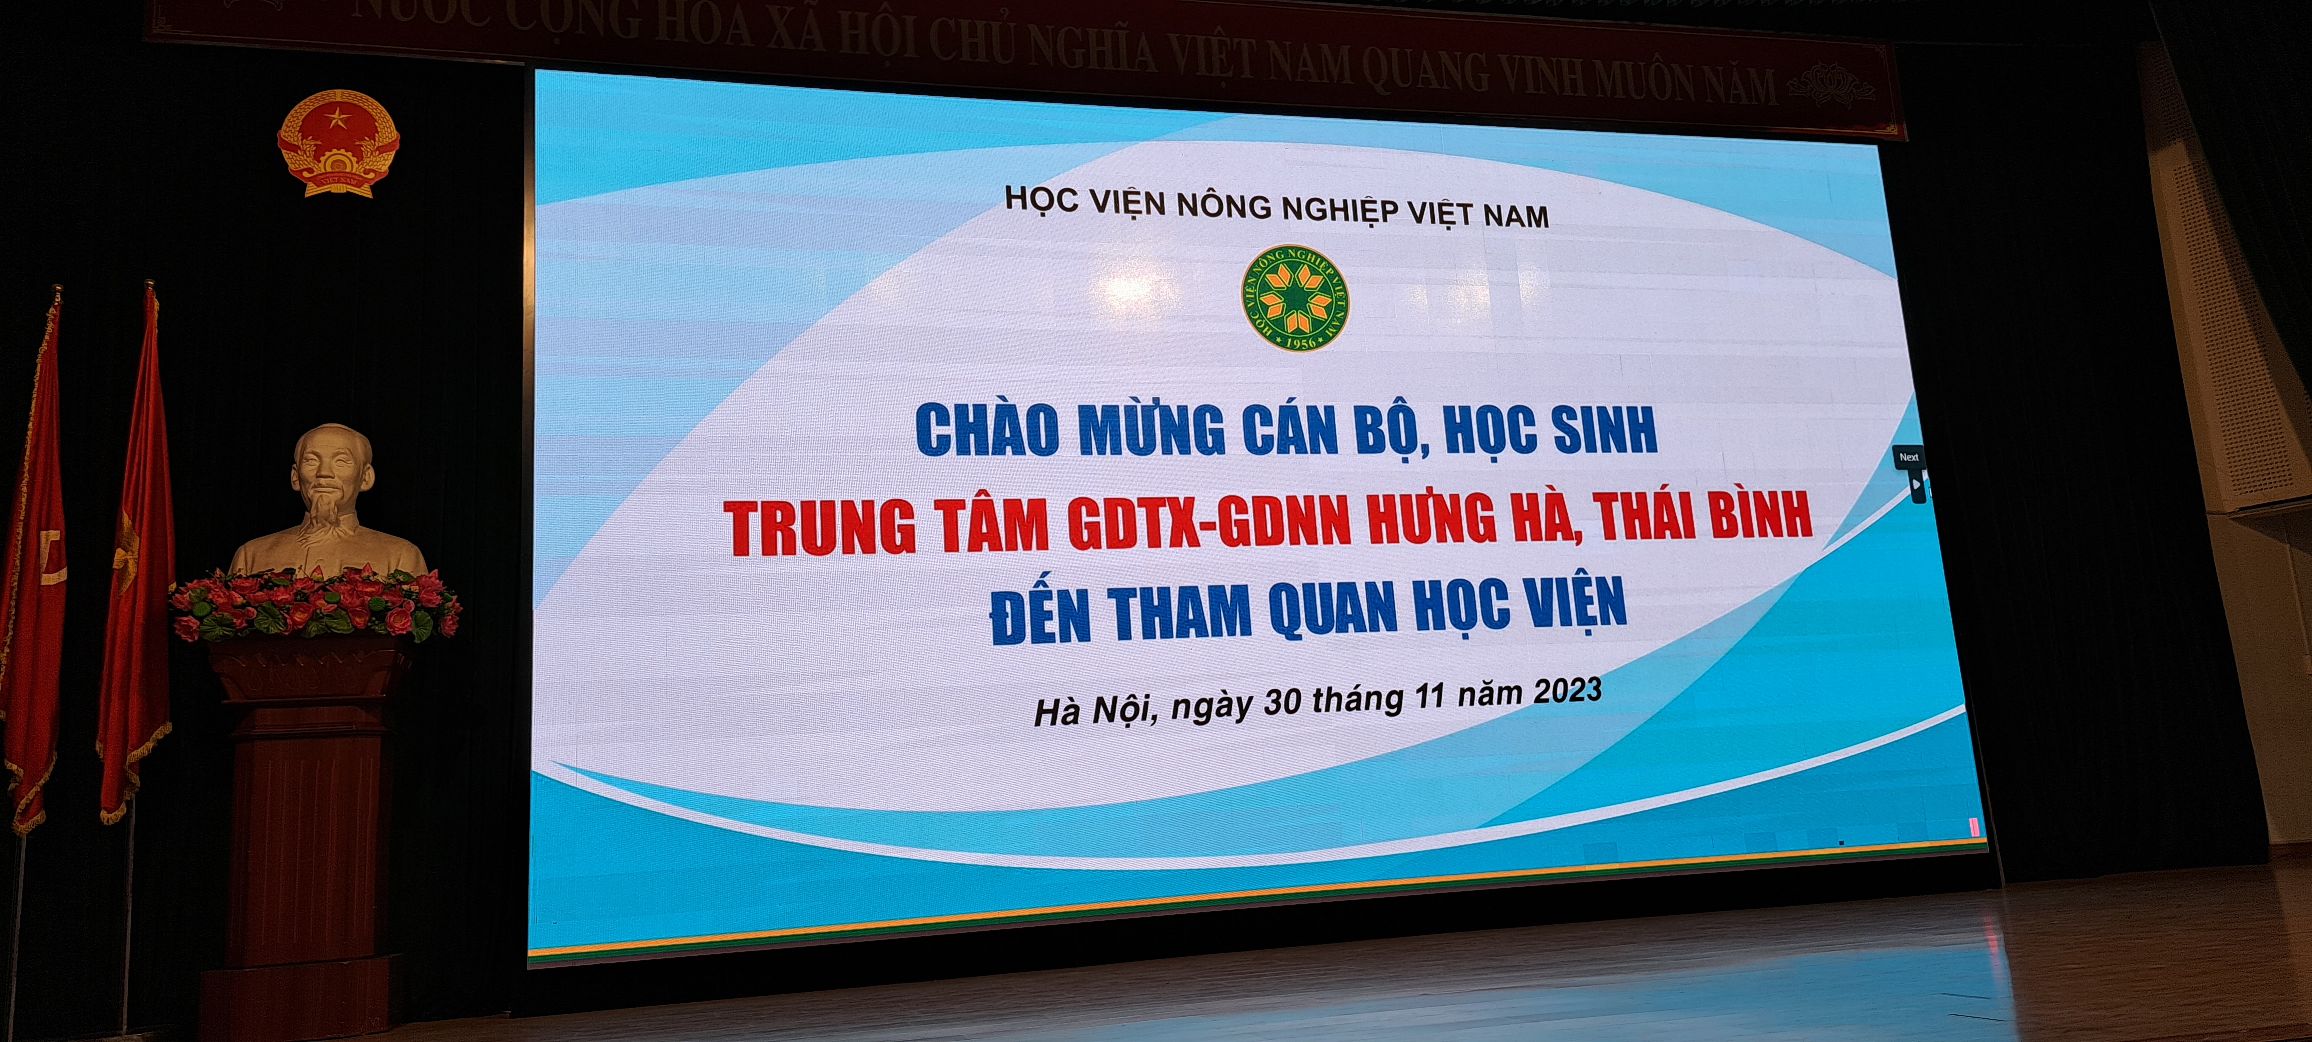 NƯỚC CỘNG HÒA XÃ HỘI CHỦ NGHĨA VIỆT NAM QUANG VINH MUÔN NĂM
VIỆT NAM
HỌC VIỆN NÔNG NGHIỆP VIỆT NAM
HỌC VIỆN NÔNG NGHIỆP VIỆT NAM
1956
CHÀO MỪNG CÁN BỘ, HỌC SINH
TRUNG TÂM GDTX-GDNN HƯNG HÀ, THÁI BÌNH
Next
ĐẾN THAM QUAN HỌC VIỆN
Hà Nội, ngày 30 tháng 11 năm 2023